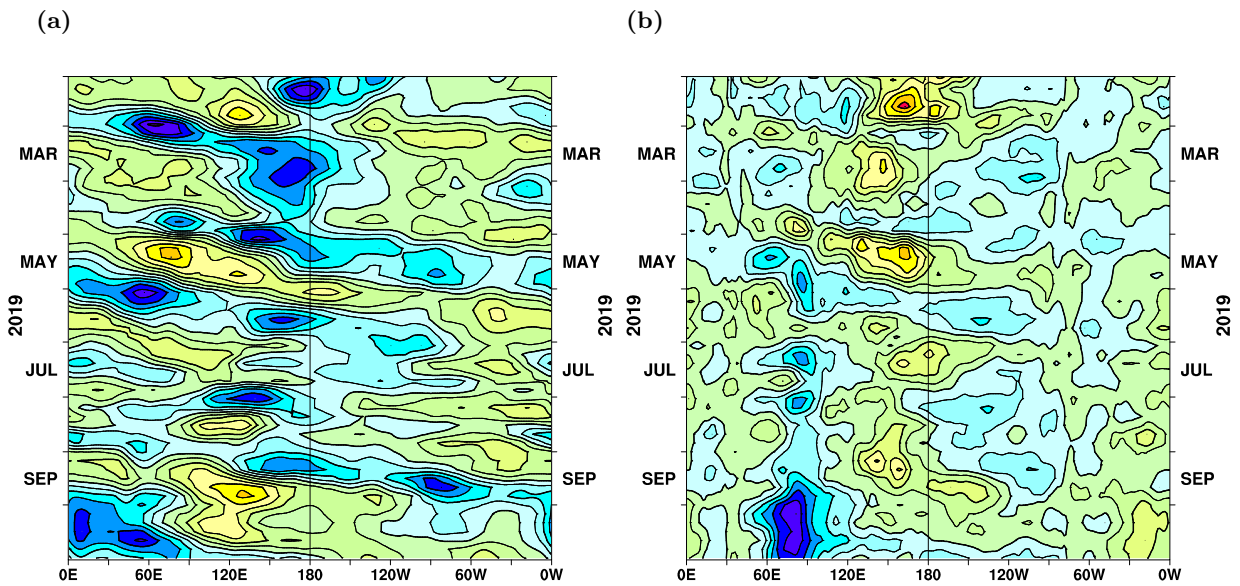 (a) (b)
MAR MAR MAR MAR
MAY MAY MAY MAY
2019 2019 2019 2019
JUL JUL JUL JUL
SEP SEP SEP SEP
0E 60E 120E 180 120W 60W 0W 0E 60E 120E 180 120W 60W 0W